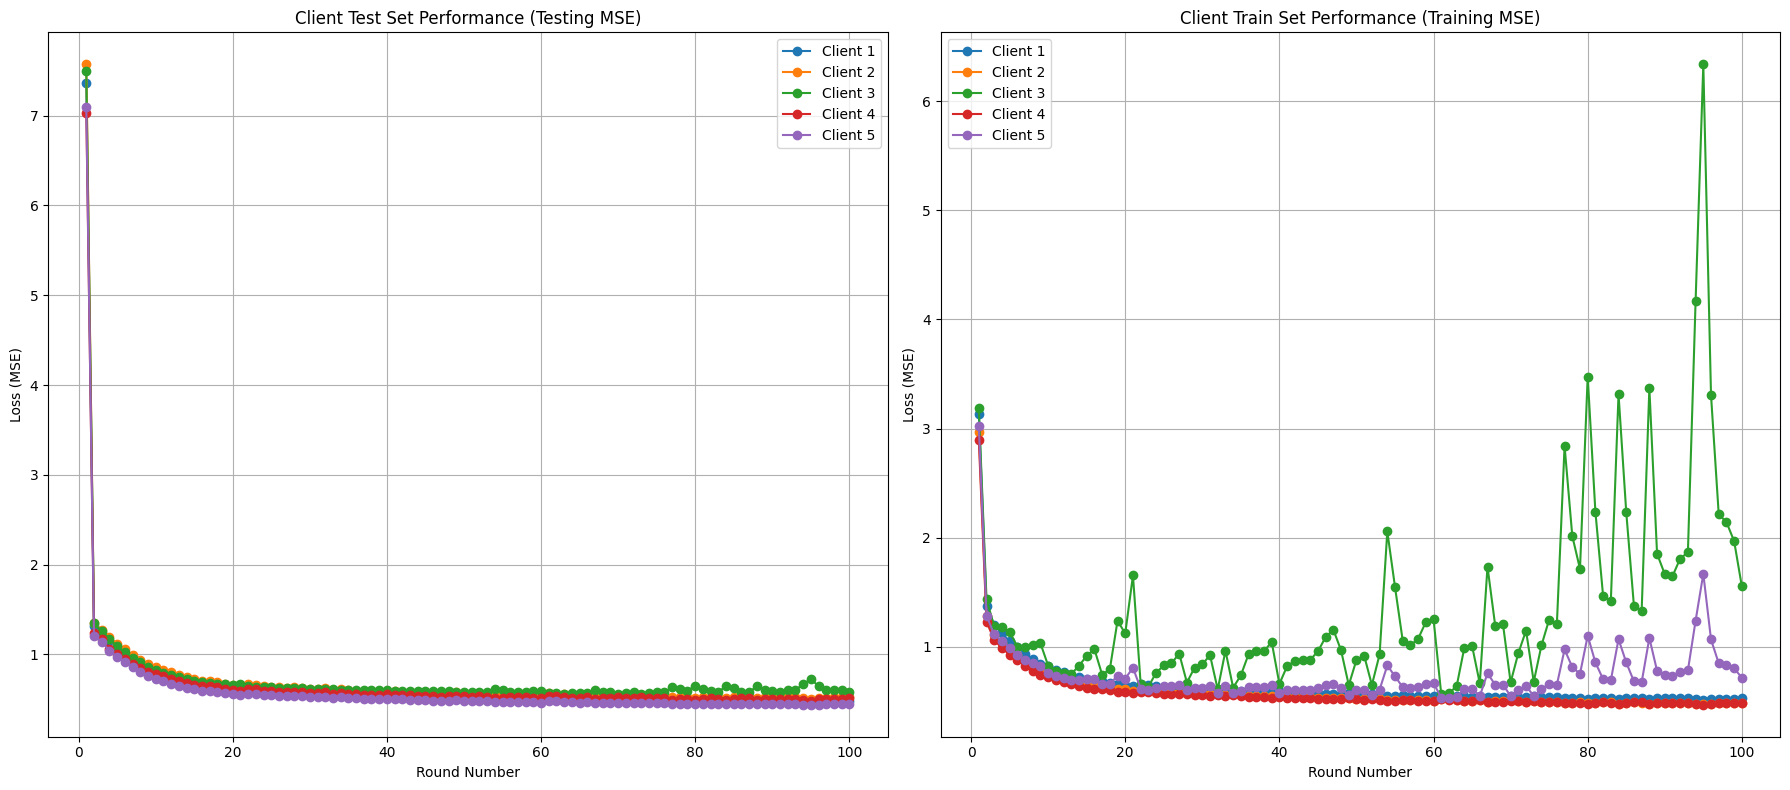 Client Test Set Performance (Testing MSE)
Loss (MSE)
7
6
5
4
3
2
1
0
20
40
60
80
100
Round Number
Client 1
Client 2
Client 3
Client 4
Client 5
Client Train Set Performance (Training MSE)
Loss (MSE)
6
5
4
3
2
1
0
20
40
60
80
100
Round Number
Client 1
Client 2
Client 3
Client 4
Client 5